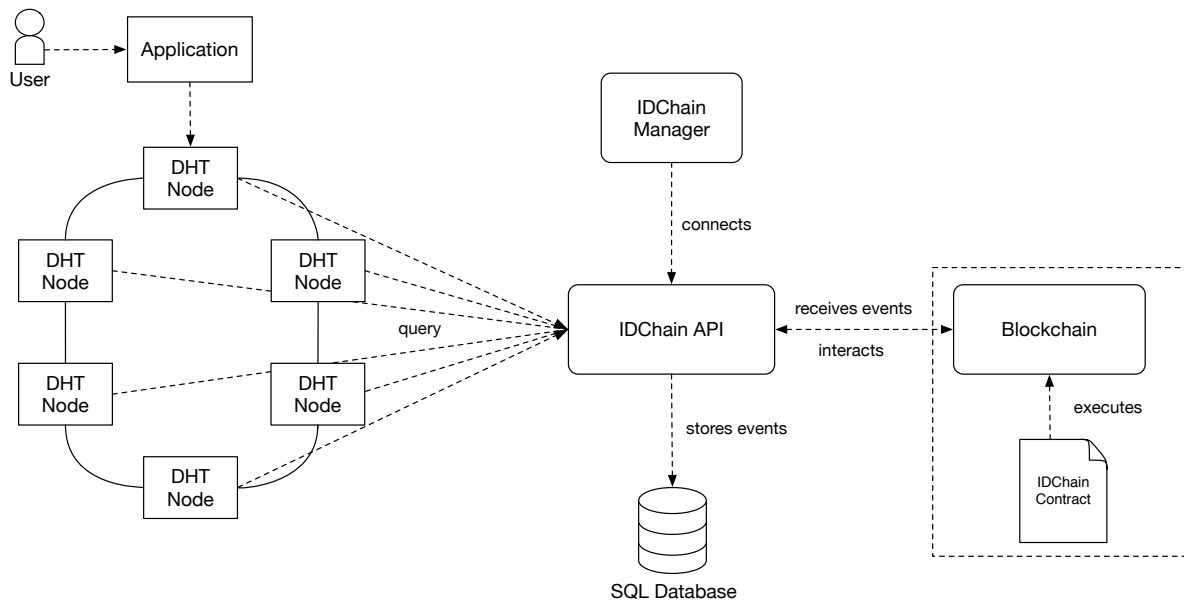 User
Application
IDChain
Manager
DHT
Node
DHT
Node
DHT
Node
connects
query
IDChain API
receives events
interacts
Blockchain
DHT
Node
DHT
Node
stores events
executes
DHT
Node
IDChain
Contract
SQL Database